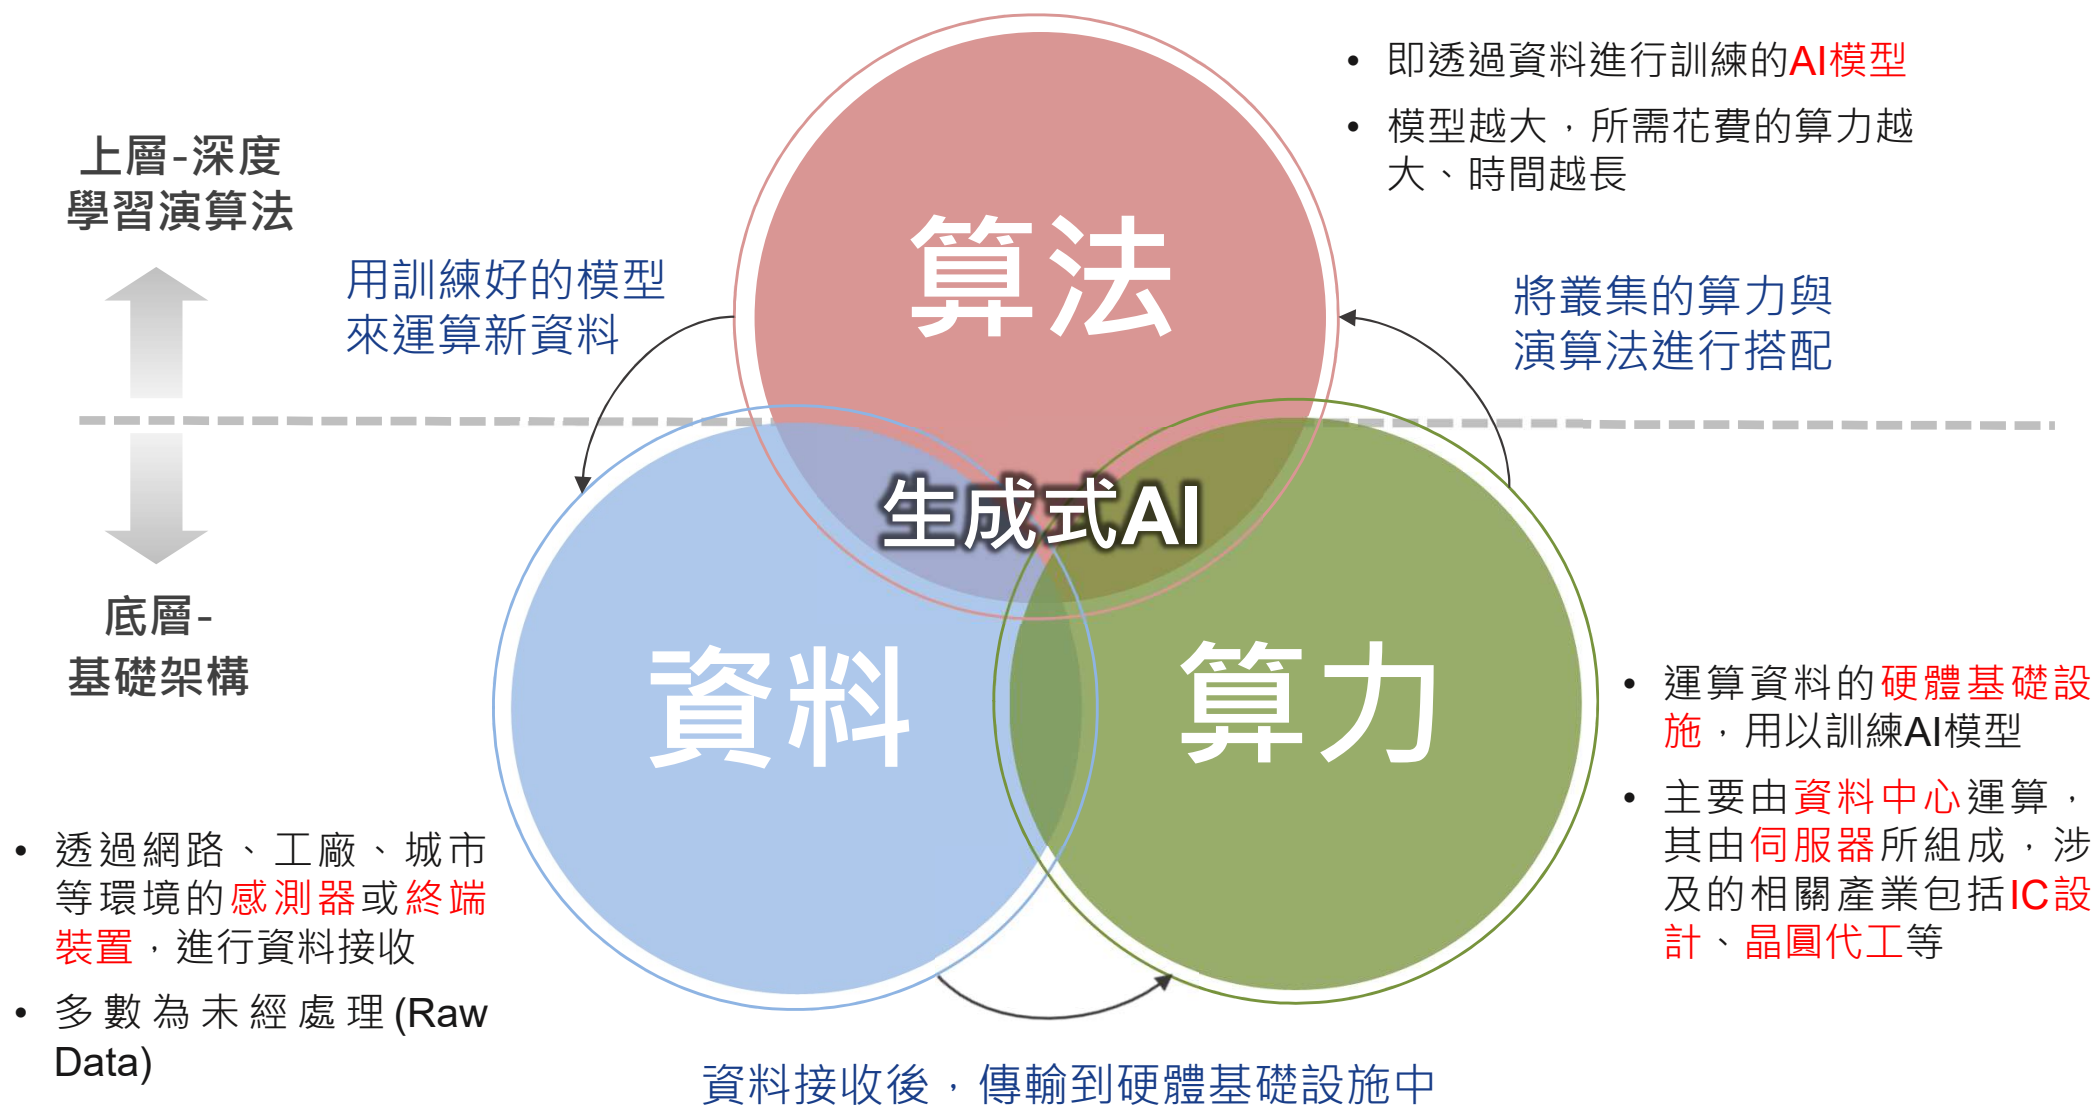 • 即透過資料進行訓練的AI模型
• 模型越大，所需花費的算力越
大、時間越長
上層-深度
學習演算法
算法
用訓練好的模型
來運算新資料
將叢集的算力與
演算法進行搭配
生成式AI
底層-
基礎架構
資料
算力
• 運算資料的硬體基礎設
施，用以訓練AI模型
• 主要由資料中心運算，
其由伺服器所組成，涉
及的相關產業包括IC設
計、晶圓代工等
• 透過網路、工廠、城市
等環境的感測器或終端
裝置，進行資料接收
• 多數為未經處理(Raw
Data)
資料接收後，傳輸到硬體基礎設施中